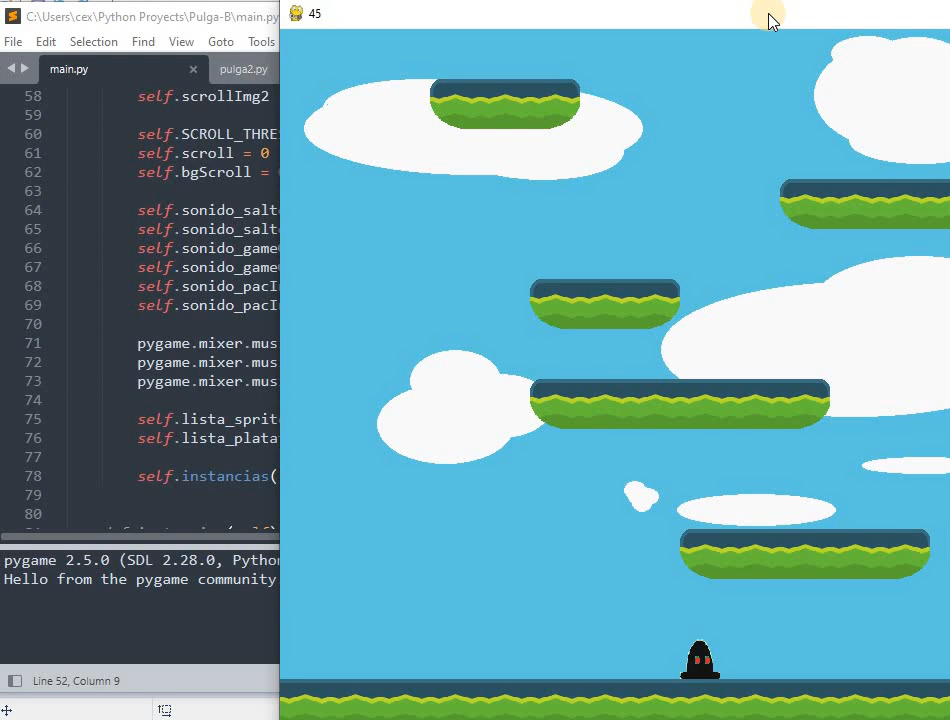 C:\Users\cex\Python Proyects\Pulga-B\main.py
45
File Edit Selection Find View Goto Tools
main.py × pulga2.py
58 self.scrollImg2
59
60 self.SCROLL_THRES
61 self.scroll = 0
62 self.bgScroll =
63
64 self.sonido_salt
65 self.sonido_salt
66 self.sonido_game
67 self.sonido_game
68 self.sonido_pacI
69 self.sonido_pacI
70
71 pygame.mixer.mus
72 pygame.mixer.mus
73 pygame.mixer.mus
74
75 self.lista_sprit
76 self.lista_plata
77
78 self.instancias(
79
80
pygame 2.5.0 (SDL 2.28.0, Python
Hello from the pygame community
Line 52, Column 9